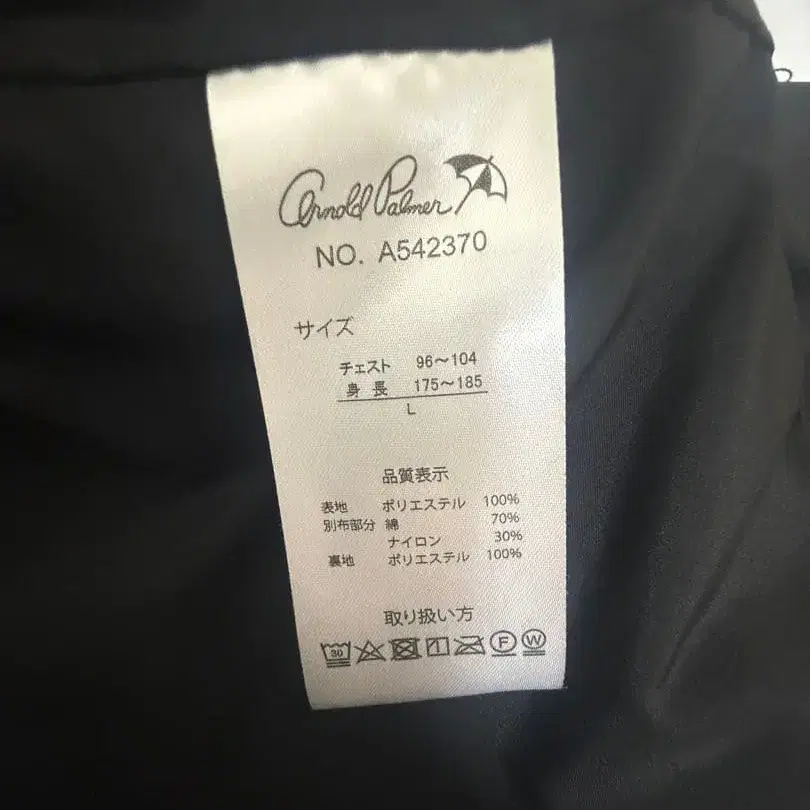 Arnold Palmer
NO. A542370
サイズ
チェスト 96～104
身長 175～185
L
品質表示
表地 ポリエステル 100%
別布部分 綿 70%
ナイロン 30%
裏地 ポリエステル 100%
取り扱い方
30 F W